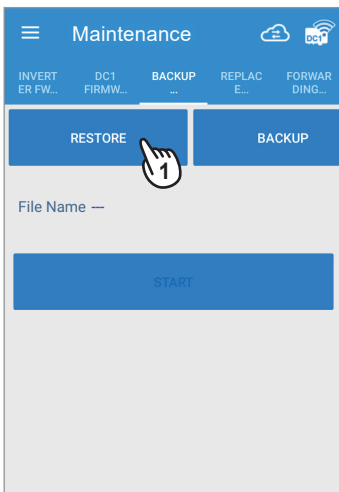 Maintenance
DC1
INVERT DC1 BACKUP REPLAC FORWAR
ER FW... FIRMW... ... E... DING...
RESTORE BACKUP
1
File Name ---
START